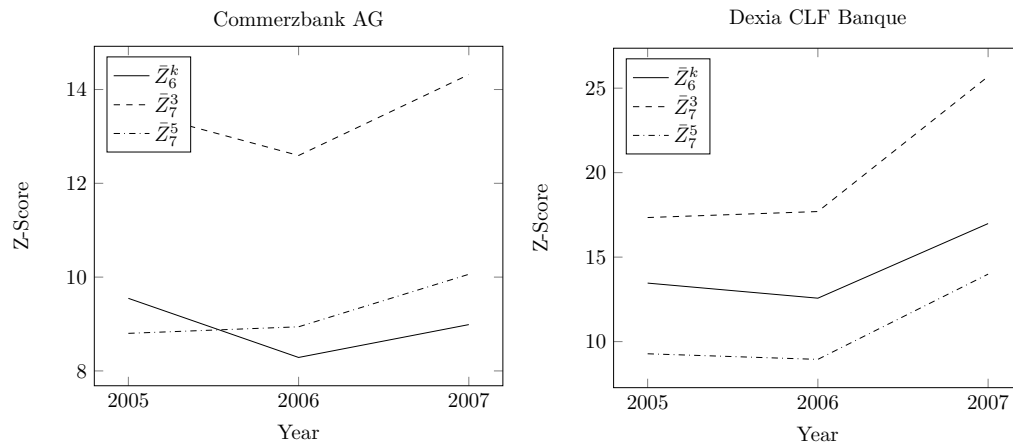 Commerzbank AG
Z̄₆ᵏ
Z̄₇³
Z̄₇⁵
14
12
10
8
Z-Score
2005 2006 2007
Year
Dexia CLF Banque
Z̄₆ᵏ
Z̄₇³
Z̄₇⁵
25
20
15
10
Z-Score
2005 2006 2007
Year